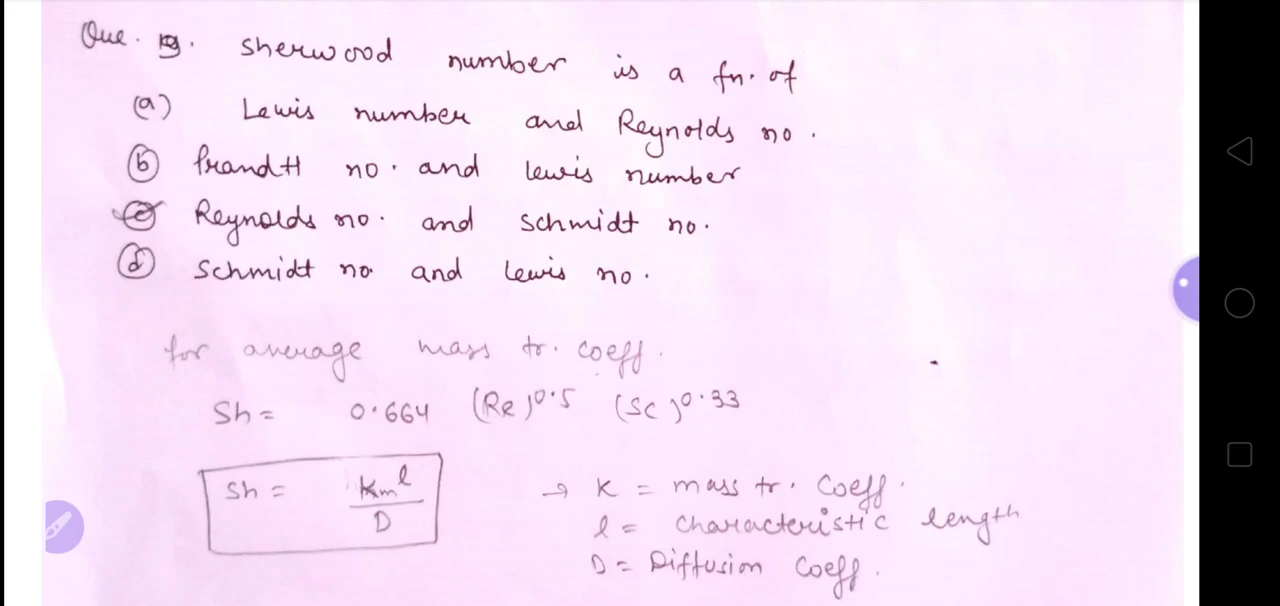 Que. 19. Sherwood number is a fn. of
(a) Lewis number and Reynolds no.
(b) Prandtl no. and lewis number
(c) Reynolds no. and schmidt no.
(d) Schmidt no. and lewis no.
for average mass tr. coeff.
Sh = 0.664 (Re)0.5 (Sc)0.33
Sh = Km l / D
→ K = mass tr. Coeff.
l = characteristic length
D = Diffusion Coeff.